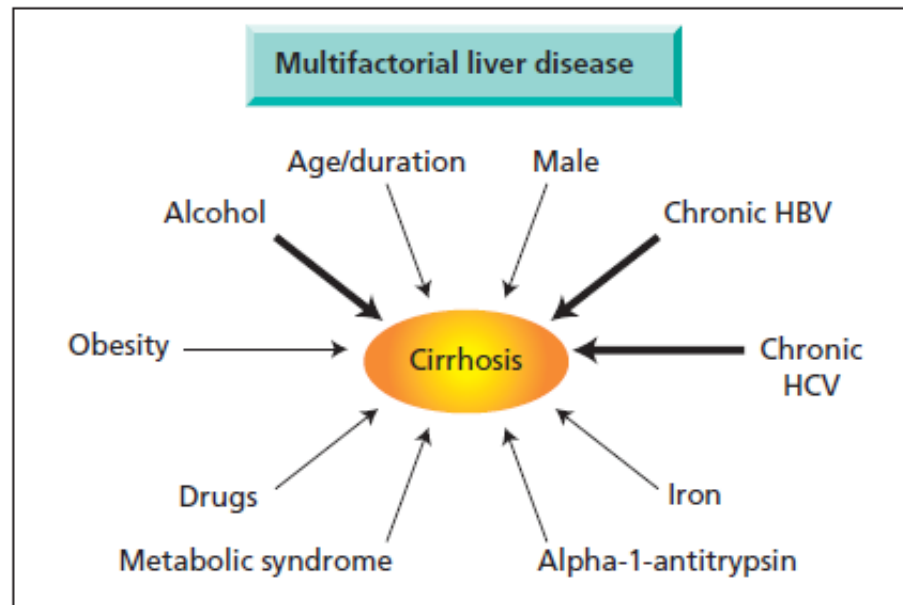 Multifactorial liver disease
Age/duration
Male
Alcohol
Chronic HBV
Obesity
Cirrhosis
Chronic
HCV
Drugs
Iron
Metabolic syndrome
Alpha-1-antitrypsin